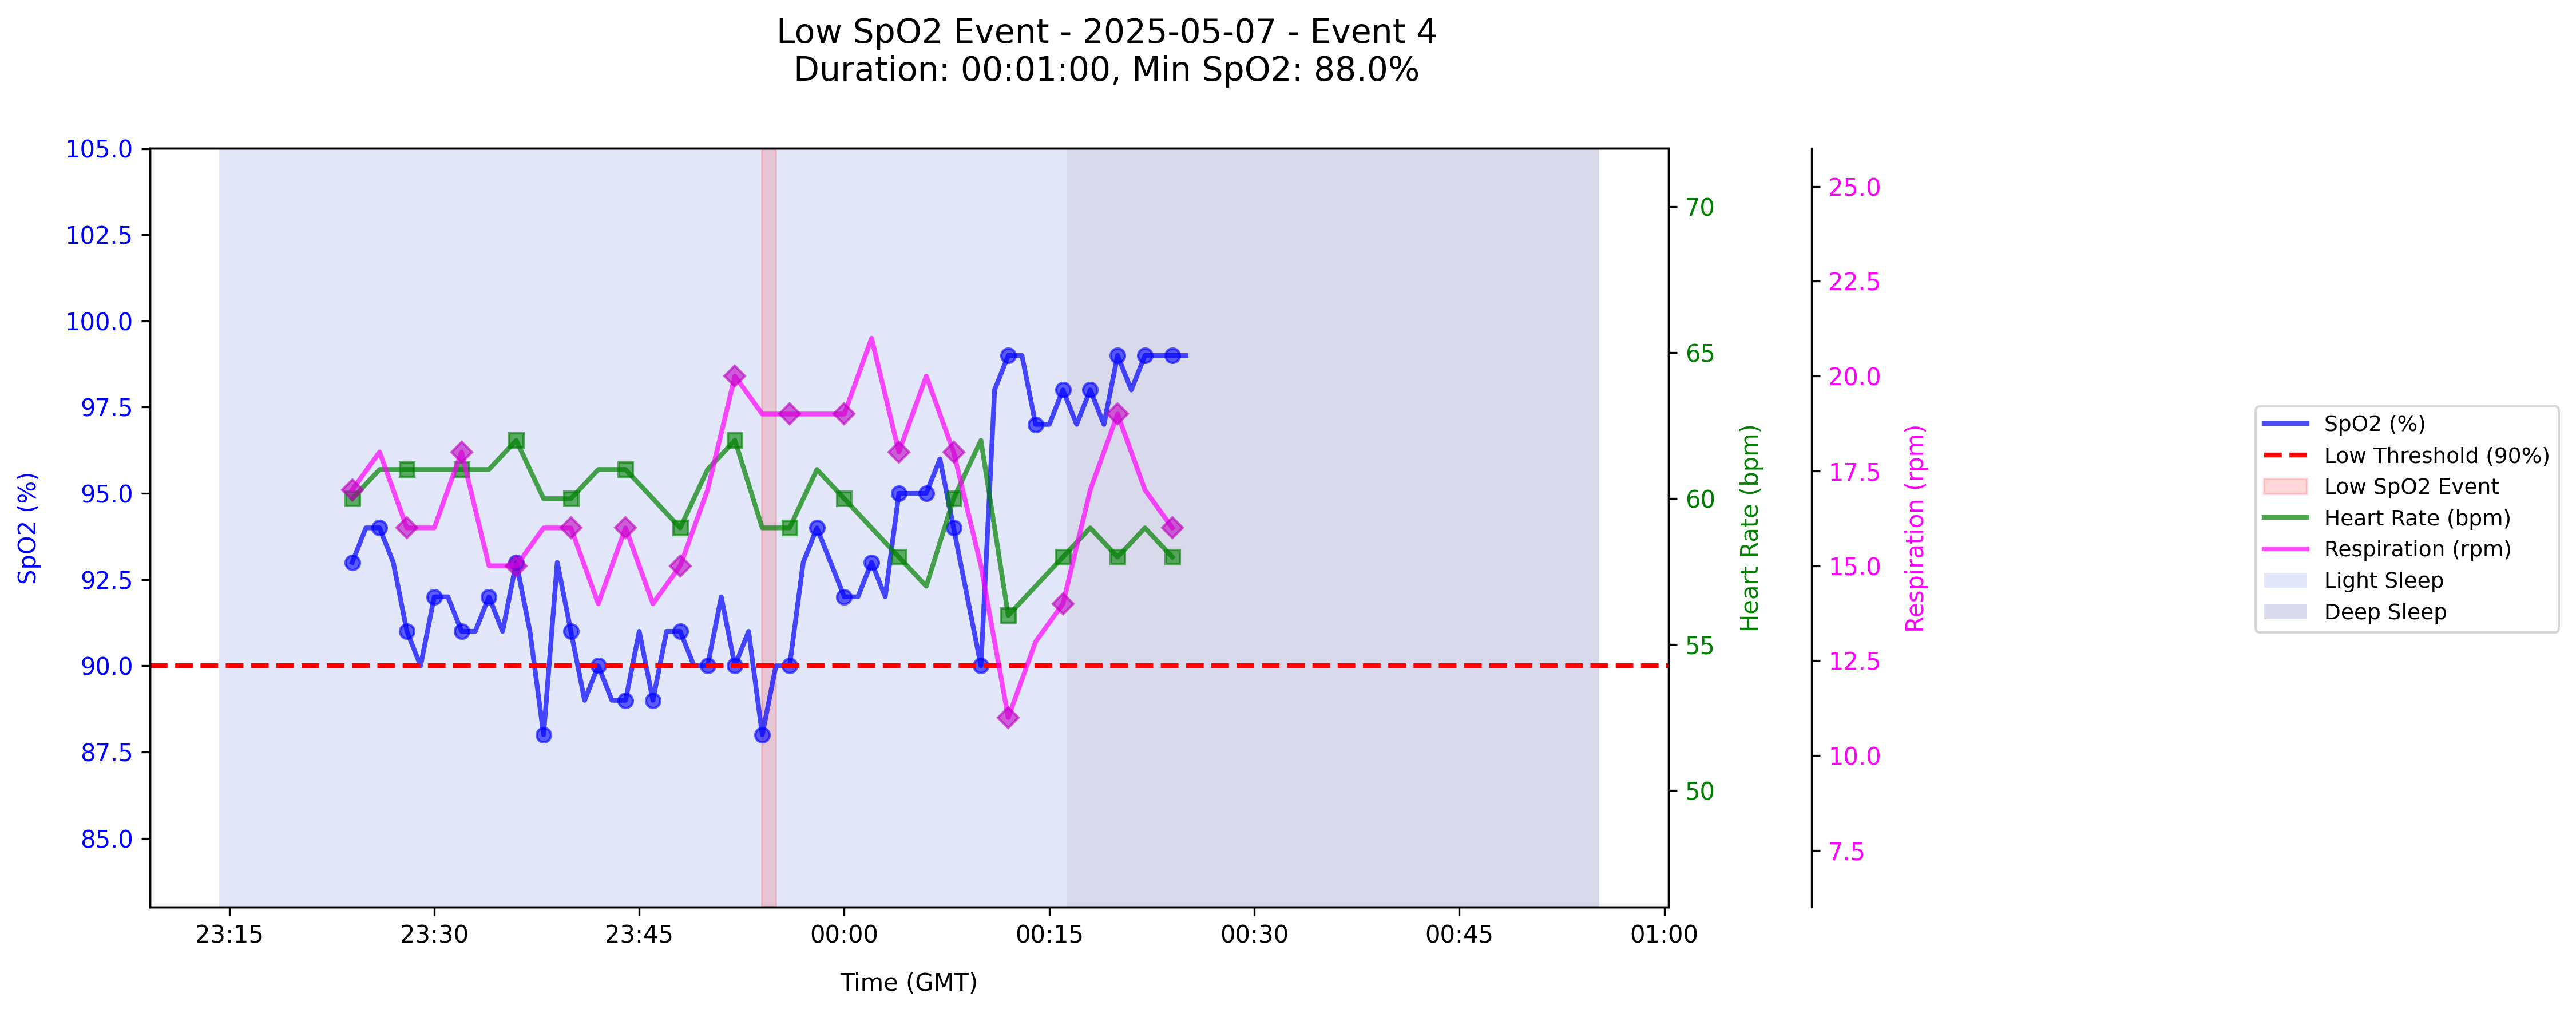 Low SpO2 Event - 2025-05-07 - Event 4
Duration: 00:01:00, Min SpO2: 88.0%
SpO2 (%)
105.0
102.5
100.0
97.5
95.0
92.5
90.0
87.5
85.0
23:15
23:30
23:45
00:00
00:15
00:30
00:45
01:00
Time (GMT)
70
65
60
55
50
Heart Rate (bpm)
25.0
22.5
20.0
17.5
15.0
12.5
10.0
7.5
Respiration (rpm)
SpO2 (%)
Low Threshold (90%)
Low SpO2 Event
Heart Rate (bpm)
Respiration (rpm)
Light Sleep
Deep Sleep